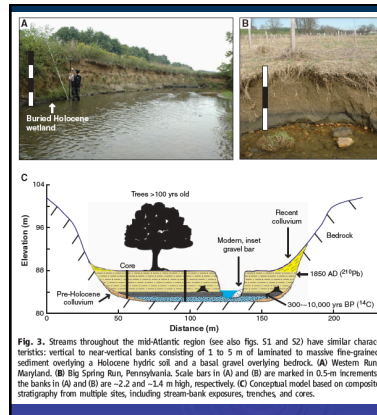 A
B
Buried Holocene
wetland
C
104
96
88
80
Elevation (m)
Trees >100 yrs old
Core
Modern, inset
gravel bar
Recent
colluvium
Bedrock
1850 AD (²¹⁰Pb)
Pre-Holocene
colluvium
300~10,000 yrs BP (¹⁴C)
0
50
100
150
200
Distance (m)
Fig. 3. Streams throughout the mid-Atlantic region (see also figs. S1 and S2) have similar charac
teristics: vertical to near-vertical banks consisting of 1 to 5 m of laminated to massive fine-grained
sediment overlying a Holocene hydric soil and a basal gravel overlying bedrock. (A) Western Run
Maryland. (B) Big Spring Run, Pennsylvania. Scale bars in (A) and (B) are marked in 0.5-m increments
the banks in (A) and (B) are ~2.2 and ~1.4 m high, respectively. (C) Conceptual model based on composit
stratigraphy from multiple sites, including stream-bank exposures, trenches, and cores.